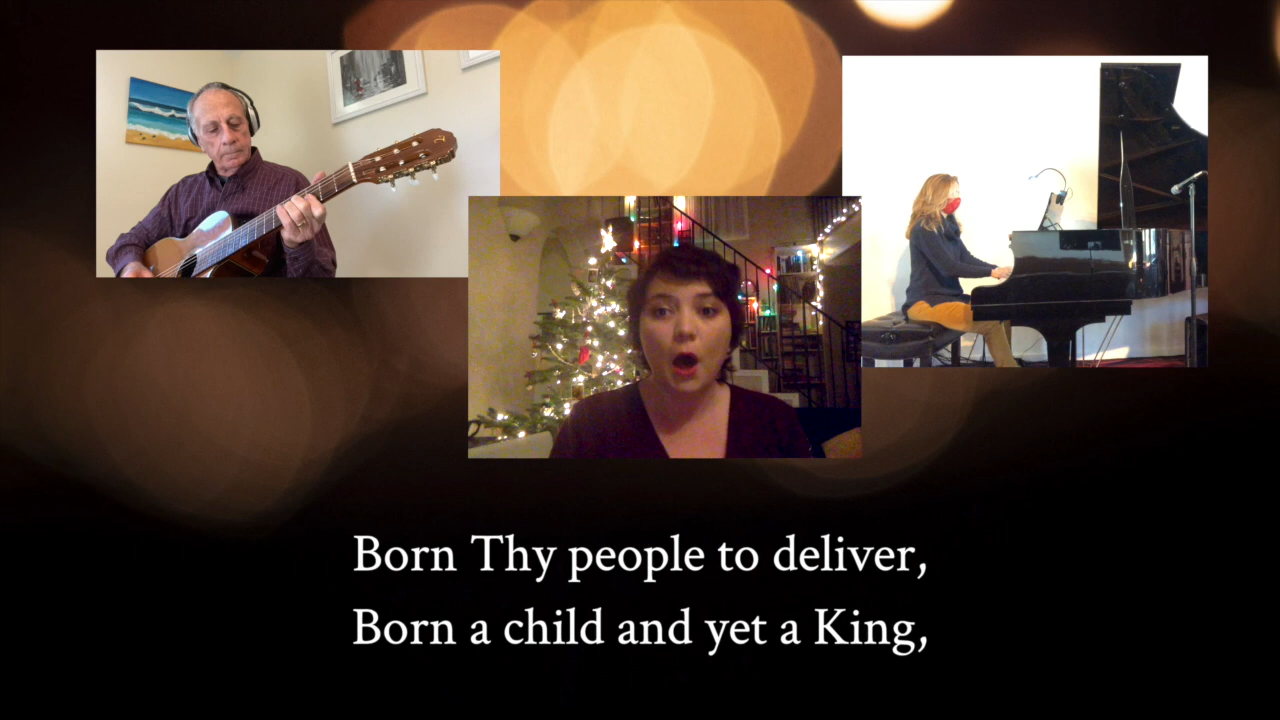 Born Thy people to deliver,
Born a child and yet a King,